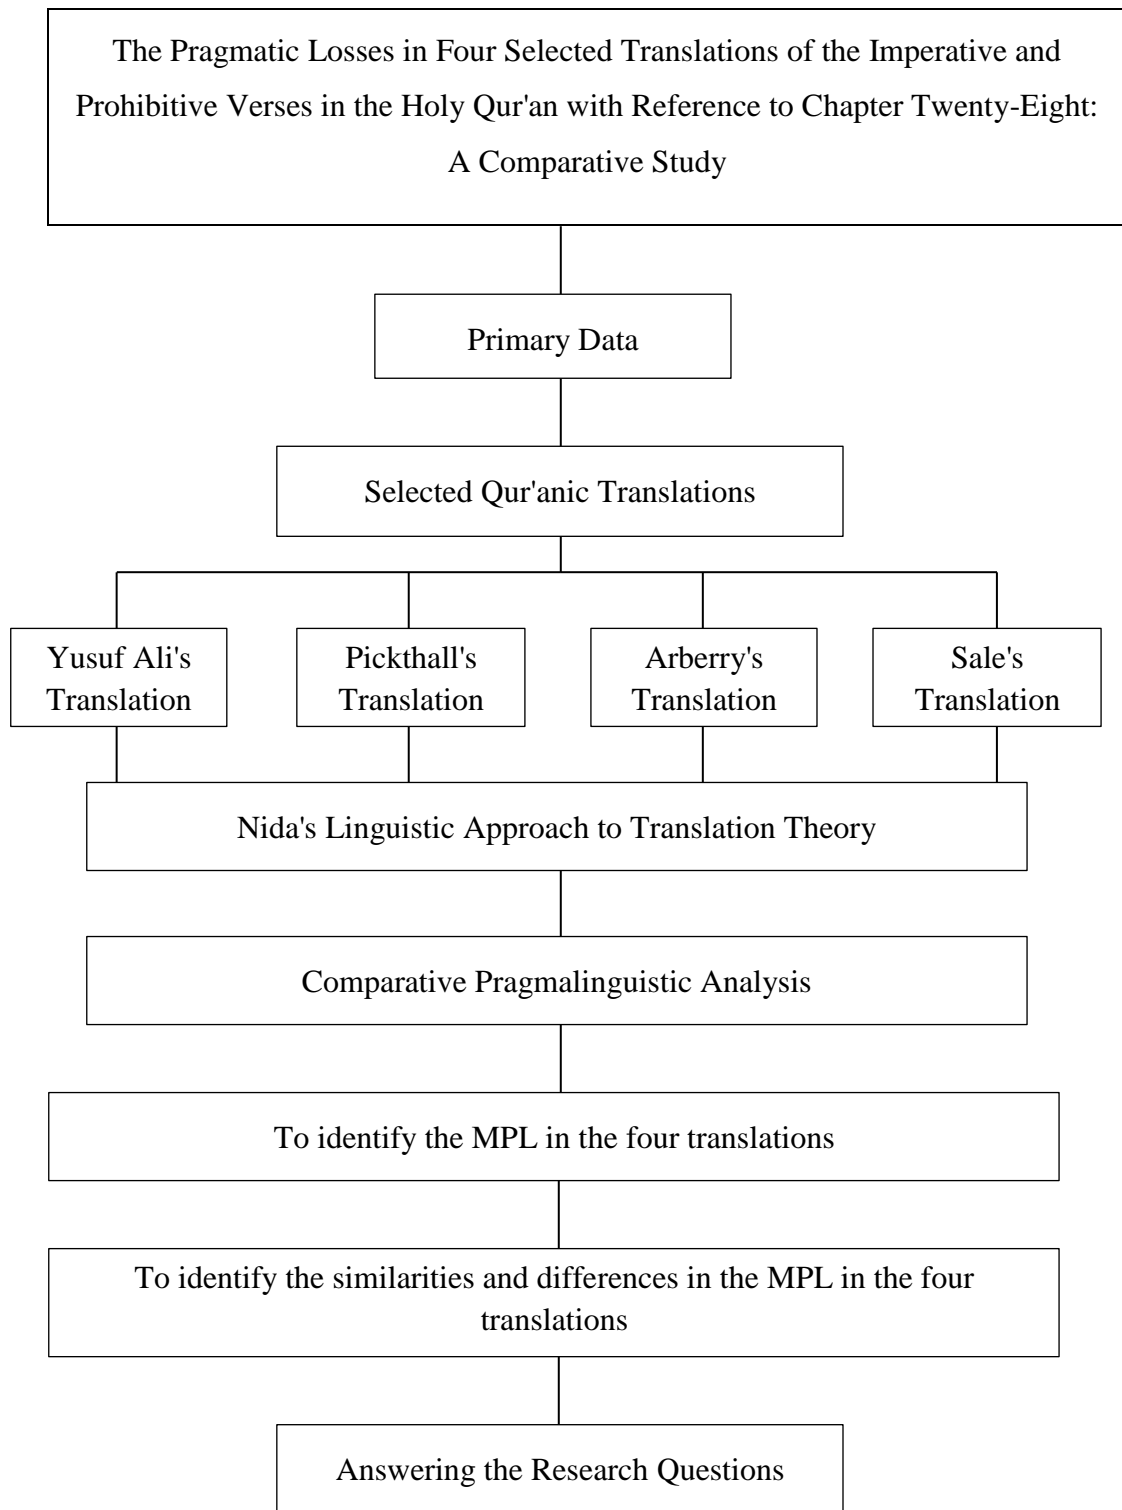 The Pragmatic Losses in Four Selected Translations of the Imperative and
Prohibitive Verses in the Holy Qur'an with Reference to Chapter Twenty-Eight:
A Comparative Study
Primary Data
Selected Qur'anic Translations
Yusuf Ali's
Translation
Pickthall's
Translation
Arberry's
Translation
Sale's
Translation
Nida's Linguistic Approach to Translation Theory
Comparative Pragmalinguistic Analysis
To identify the MPL in the four translations
To identify the similarities and differences in the MPL in the four
translations
Answering the Research Questions